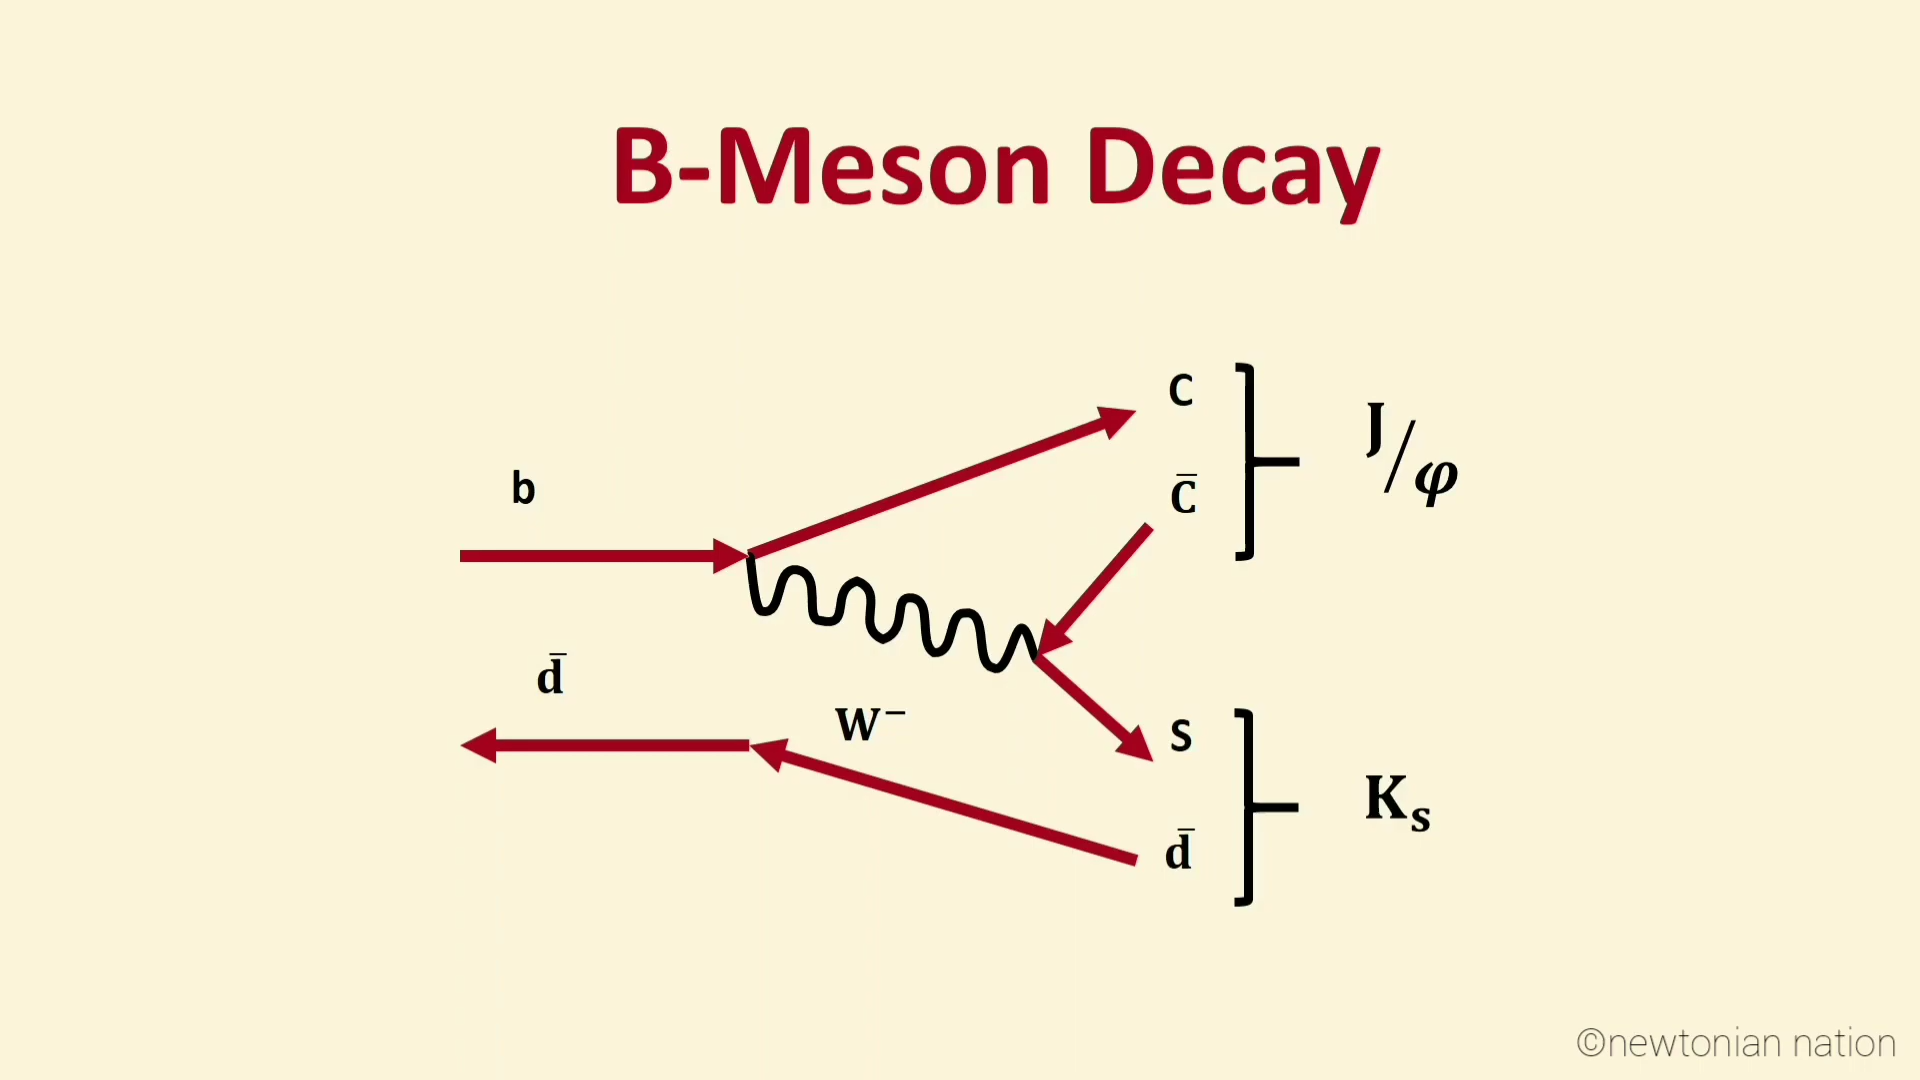 B-Meson Decay
b
c
c̄
J/φ
d̄
W⁻
s
d̄
Kₛ
©newtonian nation